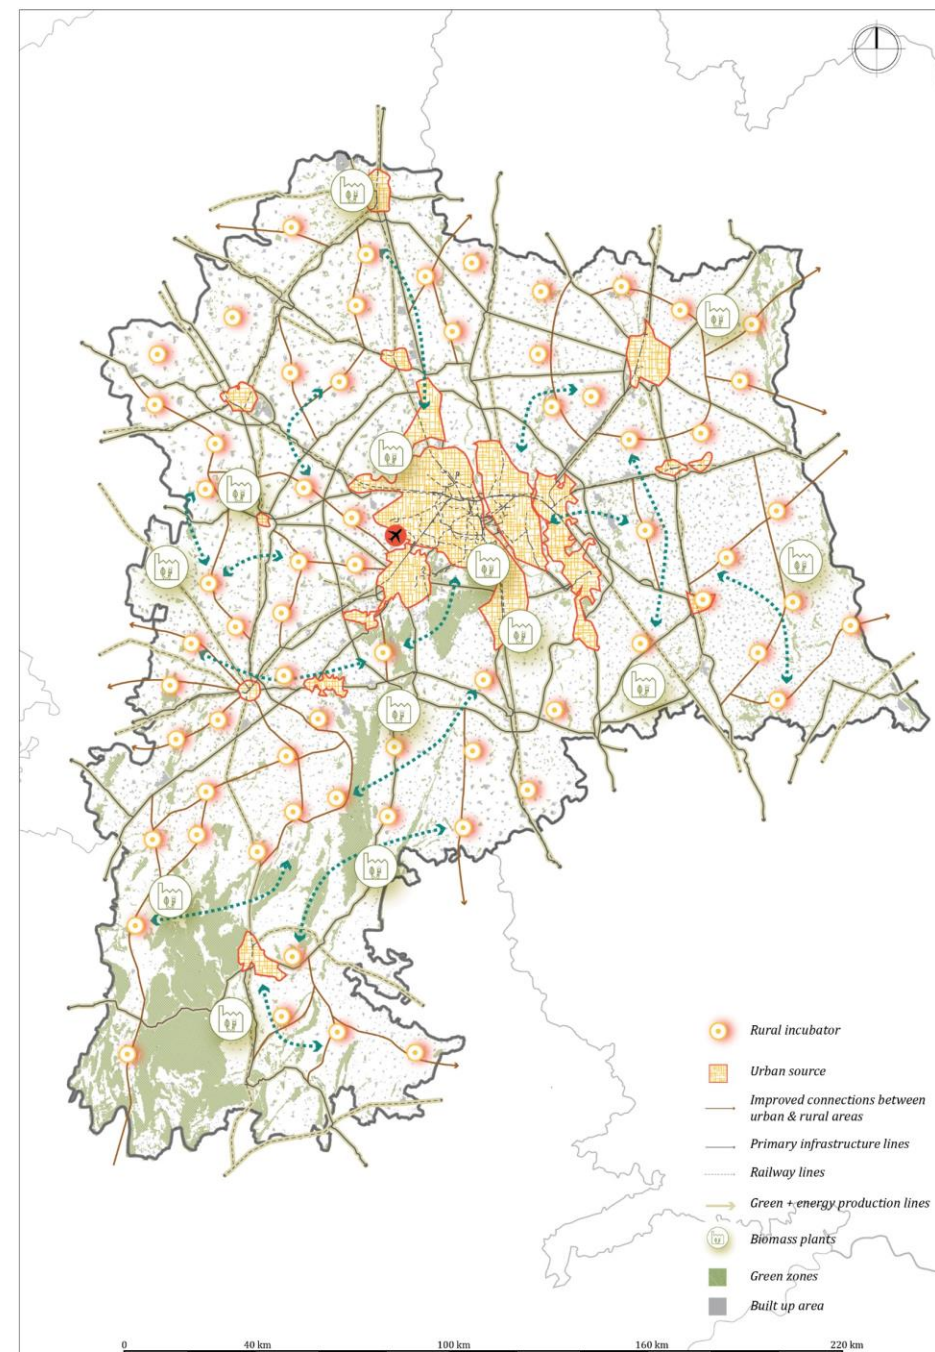 Rural incubator
Urban source
Improved connections between
urban & rural areas
Primary infrastructure lines
Railway lines
Green + energy production lines
Biomass plants
Green zones
Built up area
0 40 km 100 km 160 km 220 km